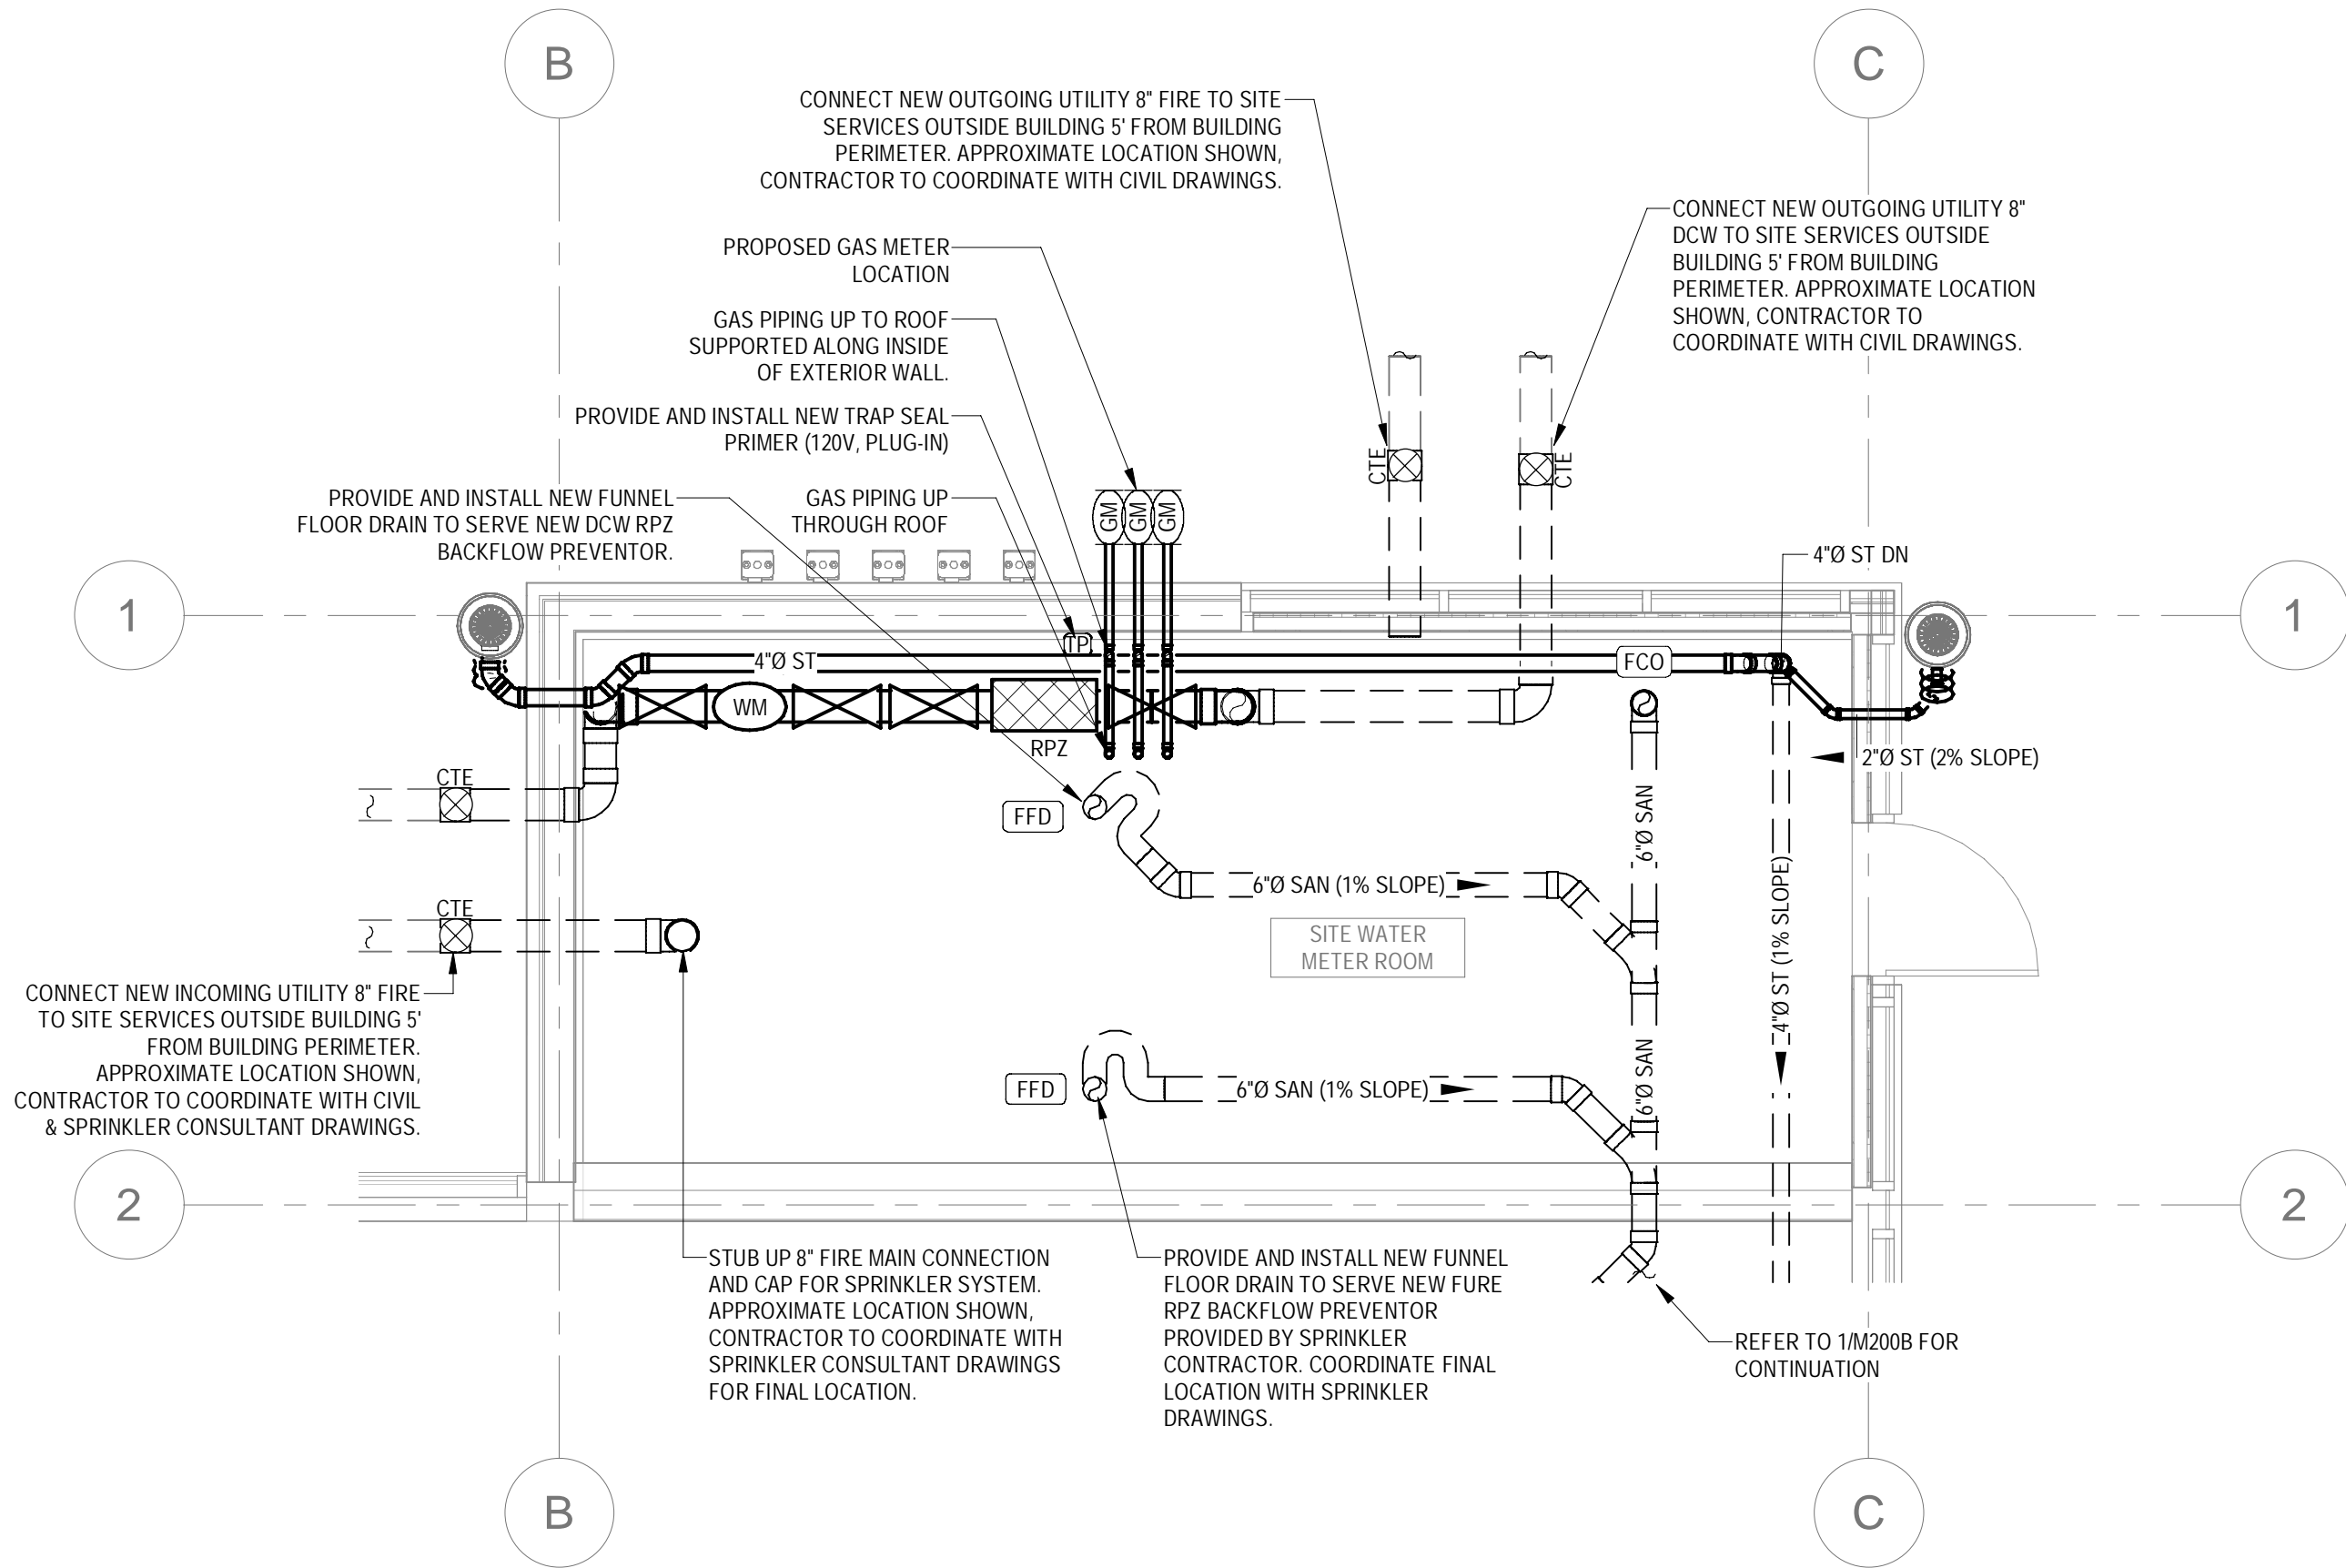 B
C
CONNECT NEW OUTGOING UTILITY 8" FIRE TO SITE
SERVICES OUTSIDE BUILDING 5' FROM BUILDING
PERIMETER. APPROXIMATE LOCATION SHOWN,
CONTRACTOR TO COORDINATE WITH CIVIL DRAWINGS.
CONNECT NEW OUTGOING UTILITY 8"
DCW TO SITE SERVICES OUTSIDE
BUILDING 5' FROM BUILDING
PERIMETER. APPROXIMATE LOCATION
SHOWN, CONTRACTOR TO
COORDINATE WITH CIVIL DRAWINGS.
PROPOSED GAS METER
LOCATION
GAS PIPING UP TO ROOF
SUPPORTED ALONG INSIDE
OF EXTERIOR WALL.
PROVIDE AND INSTALL NEW TRAP SEAL
PRIMER (120V, PLUG-IN)
PROVIDE AND INSTALL NEW FUNNEL
FLOOR DRAIN TO SERVE NEW DCW RPZ
BACKFLOW PREVENTOR.
GAS PIPING UP
THROUGH ROOF
GM
GM
GM
CTE
CTE
4"Ø ST DN
1
1
TP
4"Ø ST
FCO
WM
RPZ
2"Ø ST (2% SLOPE)
CTE
FFD
6"Ø SAN
6"Ø SAN (1% SLOPE)
4"Ø ST (1% SLOPE)
CTE
SITE WATER
METER ROOM
CONNECT NEW INCOMING UTILITY 8" FIRE
TO SITE SERVICES OUTSIDE BUILDING 5'
FROM BUILDING PERIMETER.
APPROXIMATE LOCATION SHOWN,
CONTRACTOR TO COORDINATE WITH CIVIL
& SPRINKLER CONSULTANT DRAWINGS.
FFD
6"Ø SAN (1% SLOPE)
6"Ø SAN
2
2
STUB UP 8" FIRE MAIN CONNECTION
AND CAP FOR SPRINKLER SYSTEM.
APPROXIMATE LOCATION SHOWN,
CONTRACTOR TO COORDINATE WITH
SPRINKLER CONSULTANT DRAWINGS
FOR FINAL LOCATION.
PROVIDE AND INSTALL NEW FUNNEL
FLOOR DRAIN TO SERVE NEW FURE
RPZ BACKFLOW PREVENTOR
PROVIDED BY SPRINKLER
CONTRACTOR. COORDINATE FINAL
LOCATION WITH SPRINKLER
DRAWINGS.
REFER TO 1/M200B FOR
CONTINUATION
B
C